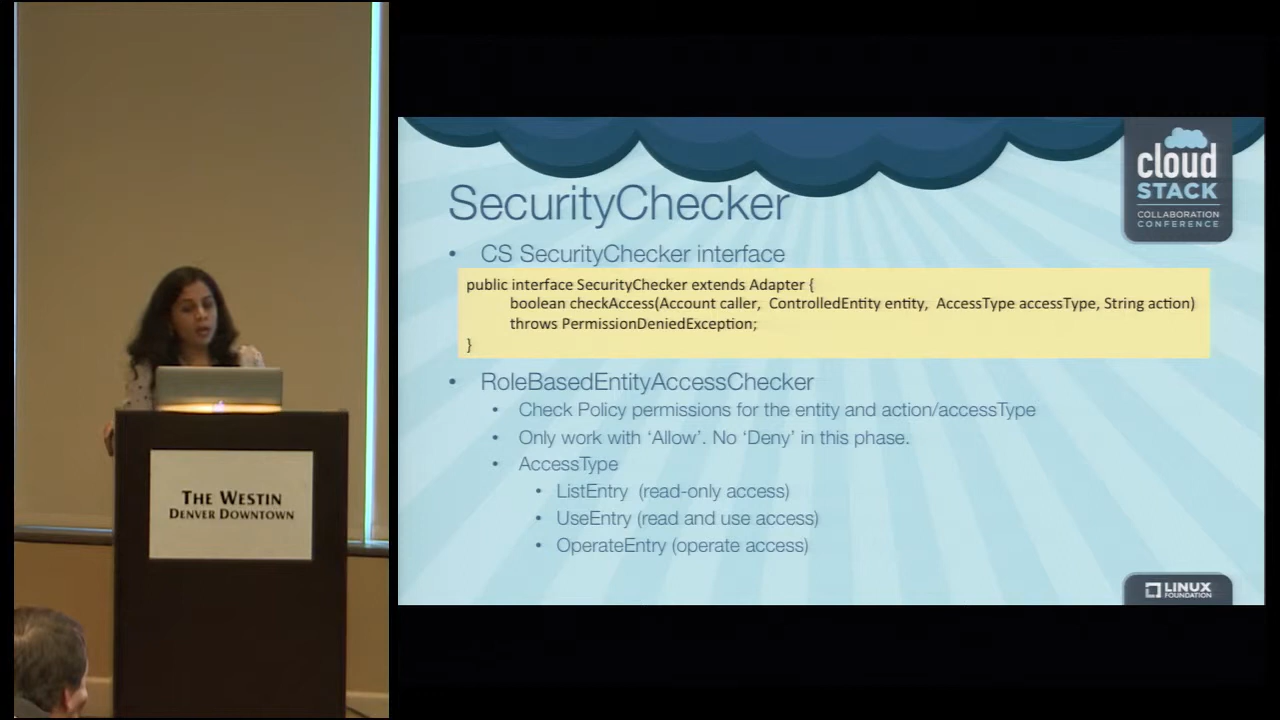 cloud
STACK
COLLABORATION
CONFERENCE
SecurityChecker
• CS SecurityChecker interface
public interface SecurityChecker extends Adapter {
boolean checkAccess(Account caller, ControlledEntity entity, AccessType accessType, String action)
throws PermissionDeniedException;
}
• RoleBasedEntityAccessChecker
• Check Policy permissions for the entity and action/accessType
• Only work with ‘Allow’. No ‘Deny’ in this phase.
• AccessType
• ListEntry (read-only access)
• UseEntry (read and use access)
• OperateEntry (operate access)
THE WESTIN
DENVER DOWNTOWN
LINUX
FOUNDATION